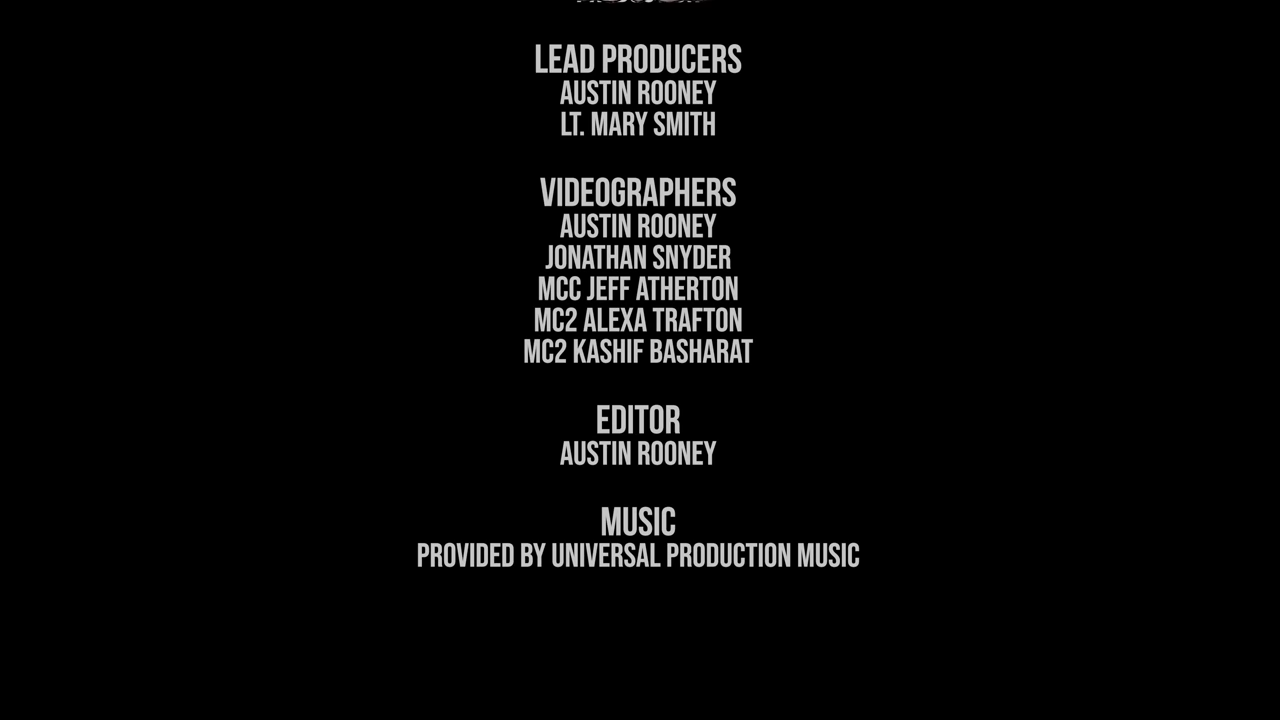 LEAD PRODUCERS
AUSTIN ROONEY
LT. MARY SMITH
VIDEOGRAPHERS
AUSTIN ROONEY
JONATHAN SNYDER
MCC JEFF ATHERTON
MC2 ALEXA TRAFTON
MC2 KASHIF BASHARAT
EDITOR
AUSTIN ROONEY
MUSIC
PROVIDED BY UNIVERSAL PRODUCTION MUSIC